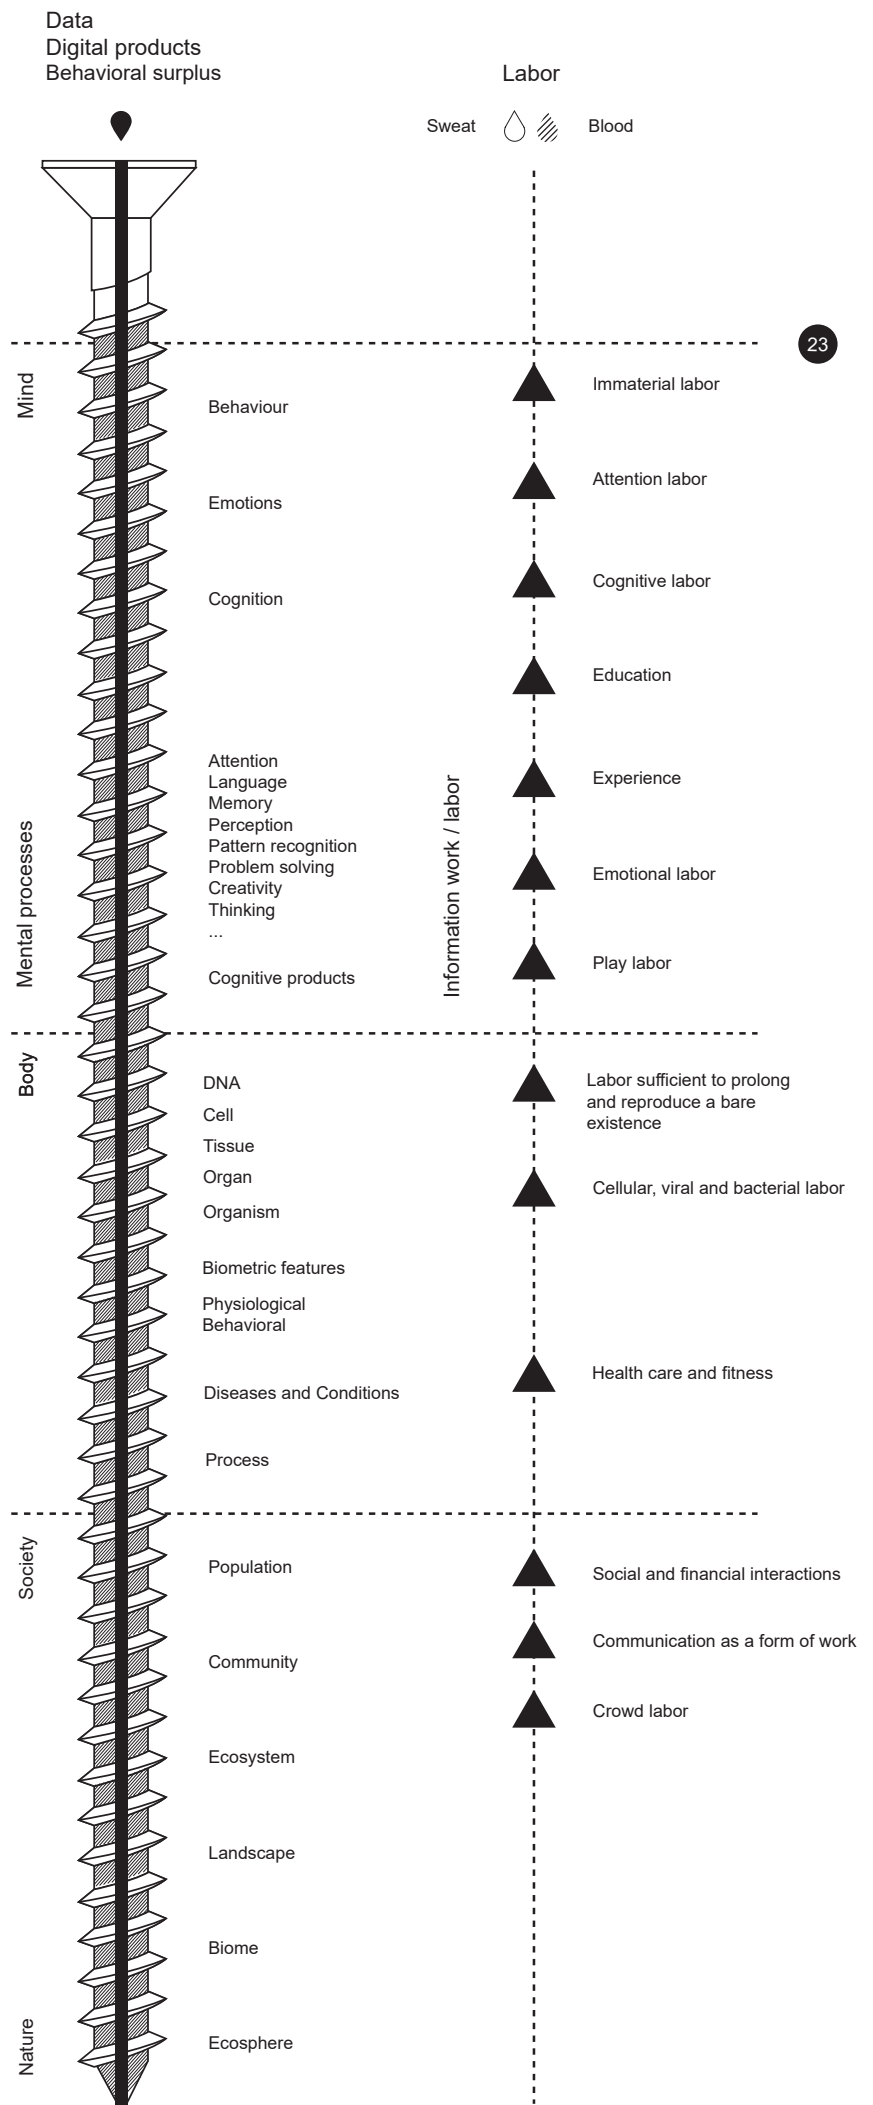 Data
Digital products
Behavioral surplus
Labor
Sweat
Blood
23
Mind
Behaviour
Emotions
Cognition
Mental processes
Attention
Language
Memory
Perception
Pattern recognition
Problem solving
Creativity
Thinking
...
Cognitive products
Information work / labor
Immaterial labor
Attention labor
Cognitive labor
Education
Experience
Emotional labor
Play labor
Body
DNA
Cell
Tissue
Organ
Organism
Biometric features
Physiological
Behavioral
Diseases and Conditions
Process
Labor sufficient to prolong
and reproduce a bare
existence
Cellular, viral and bacterial labor
Health care and fitness
Society
Population
Community
Ecosystem
Landscape
Biome
Ecosphere
Nature
Social and financial interactions
Communication as a form of work
Crowd labor